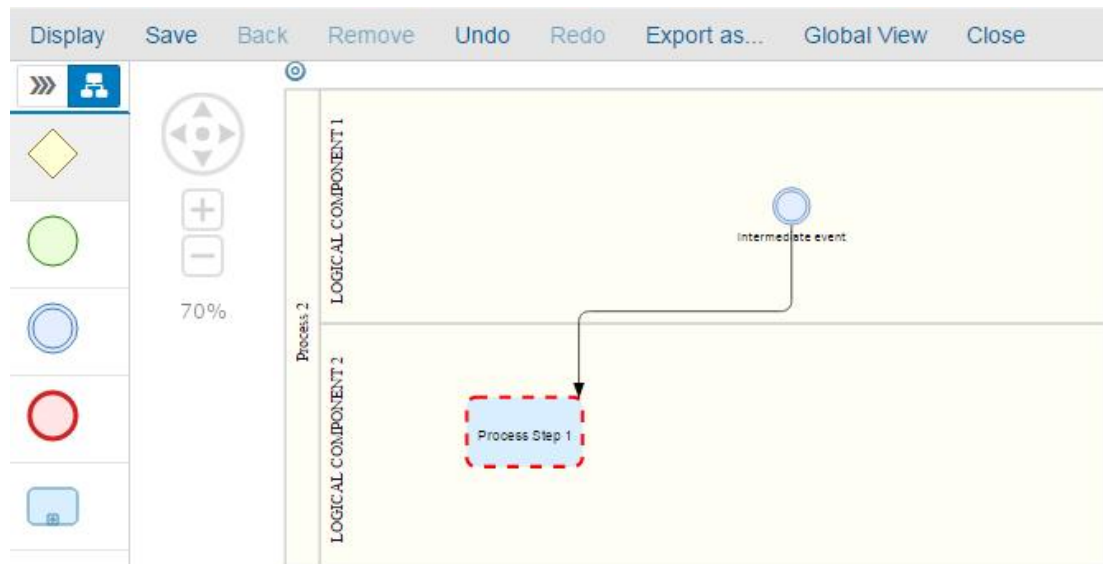 Display Save Back Remove Undo Redo Export as... Global View Close
70%
Process 2
LOGICAL COMPONENT 1
Intermediate event
LOGICAL COMPONENT 2
Process Step 1